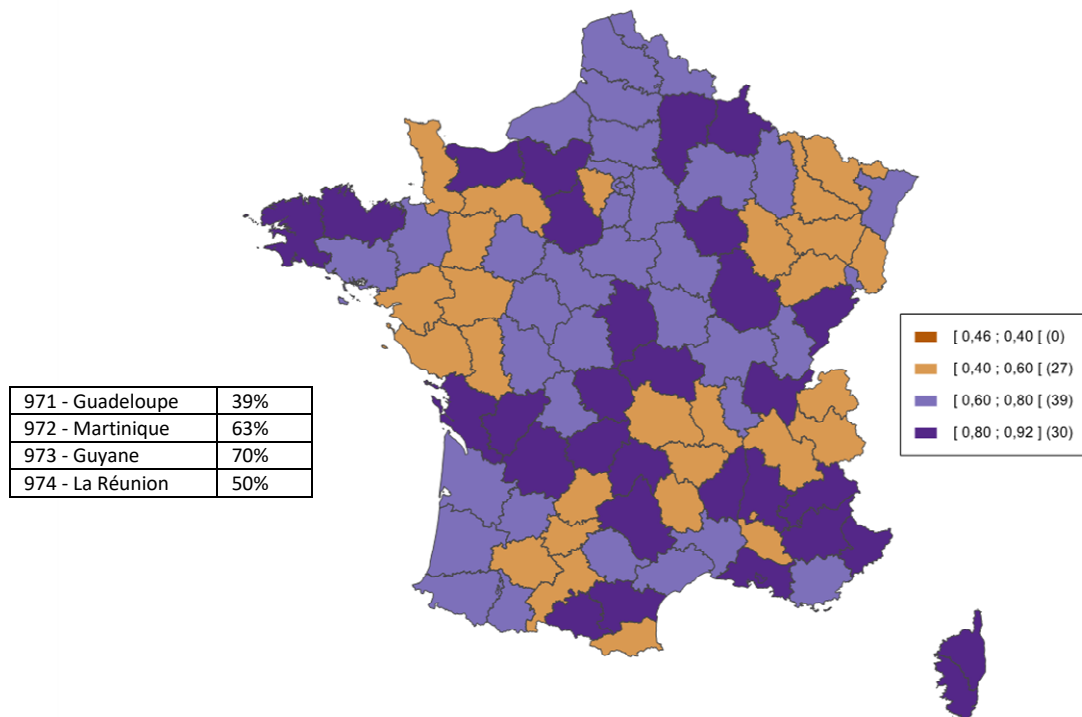 [ 0,46 ; 0,40 [ (0)
[ 0,40 ; 0,60 [ (27)
[ 0,60 ; 0,80 [ (39)
[ 0,80 ; 0,92 ] (30)
971 - Guadeloupe 39%
972 - Martinique 63%
973 - Guyane 70%
974 - La Réunion 50%